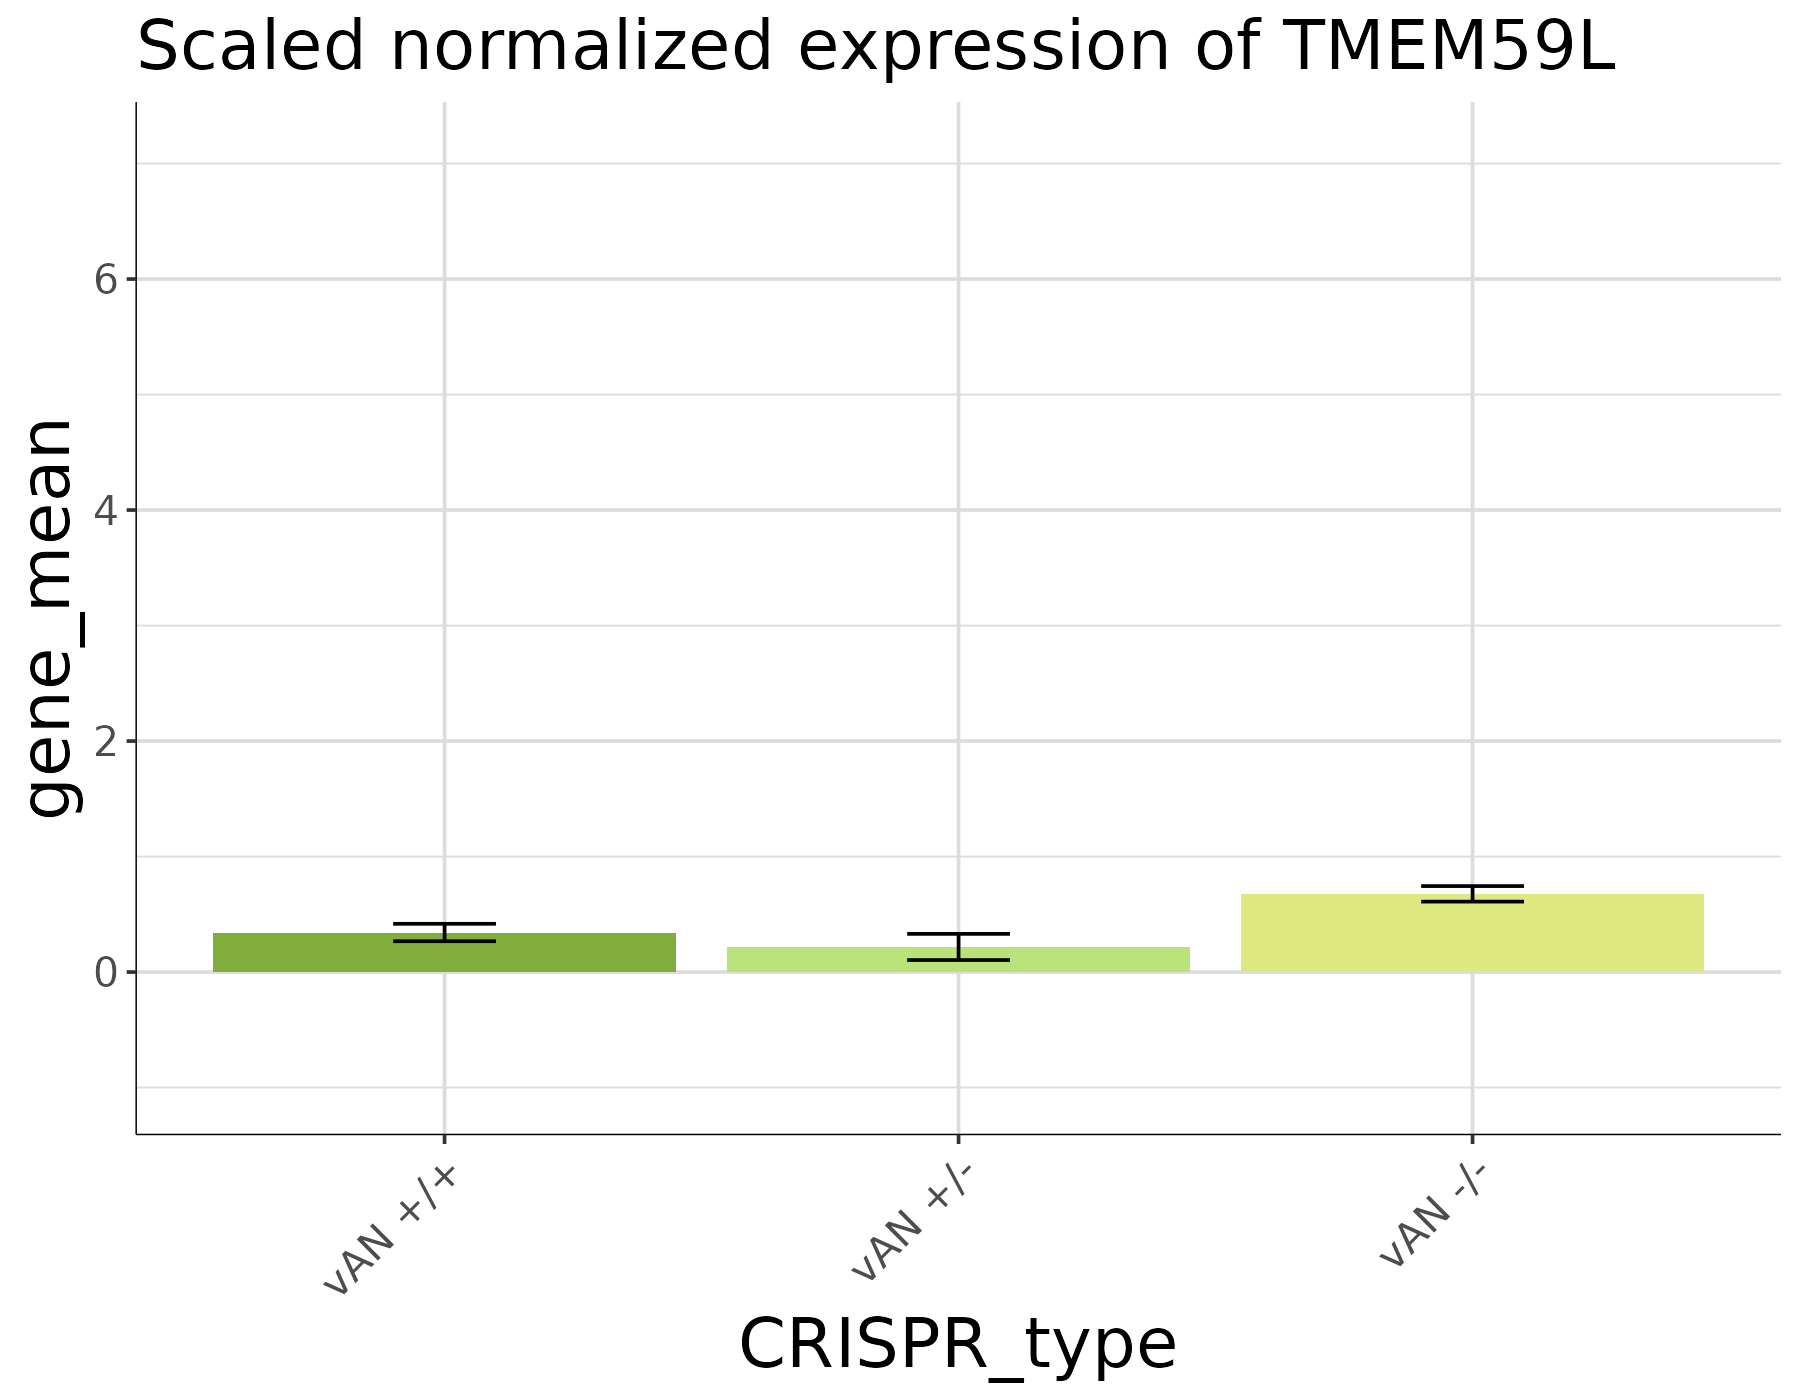 Scaled normalized expression of TMEM59L
gene_mean
6
4
2
0
vAN +/+
vAN +/-
vAN -/-
CRISPR_type